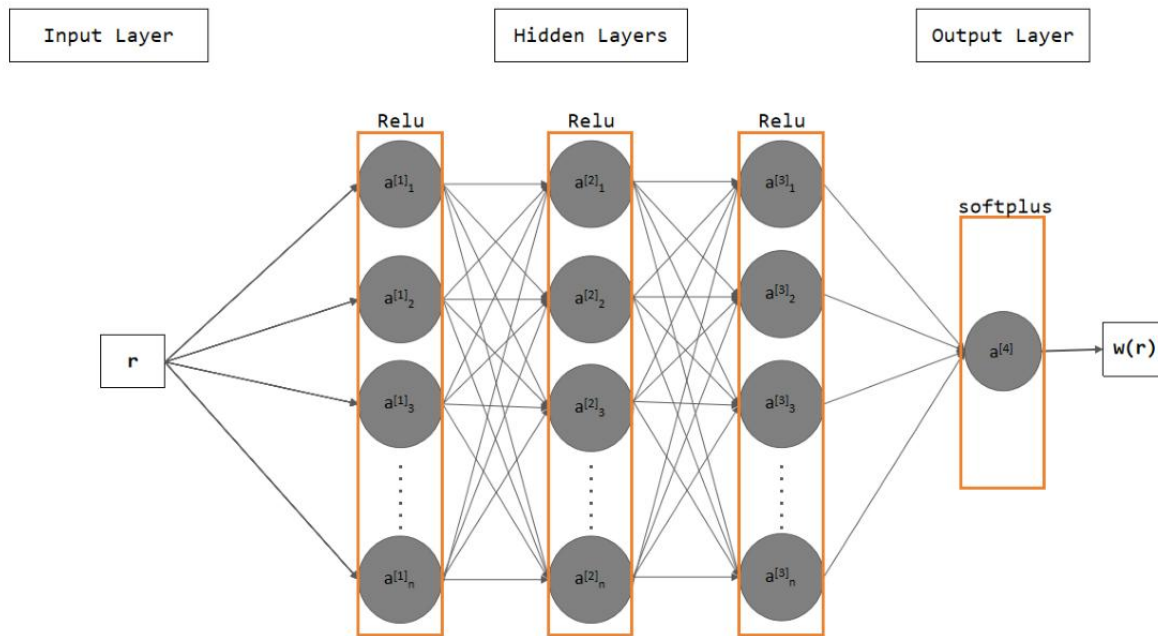 Input Layer
Hidden Layers
Output Layer
Relu
Relu
Relu
softplus
a[1]1
a[2]1
a[3]1
a[1]2
a[2]2
a[3]2
r
a[4]
w(r)
a[1]3
a[2]3
a[3]3
a[1]n
a[2]n
a[3]n